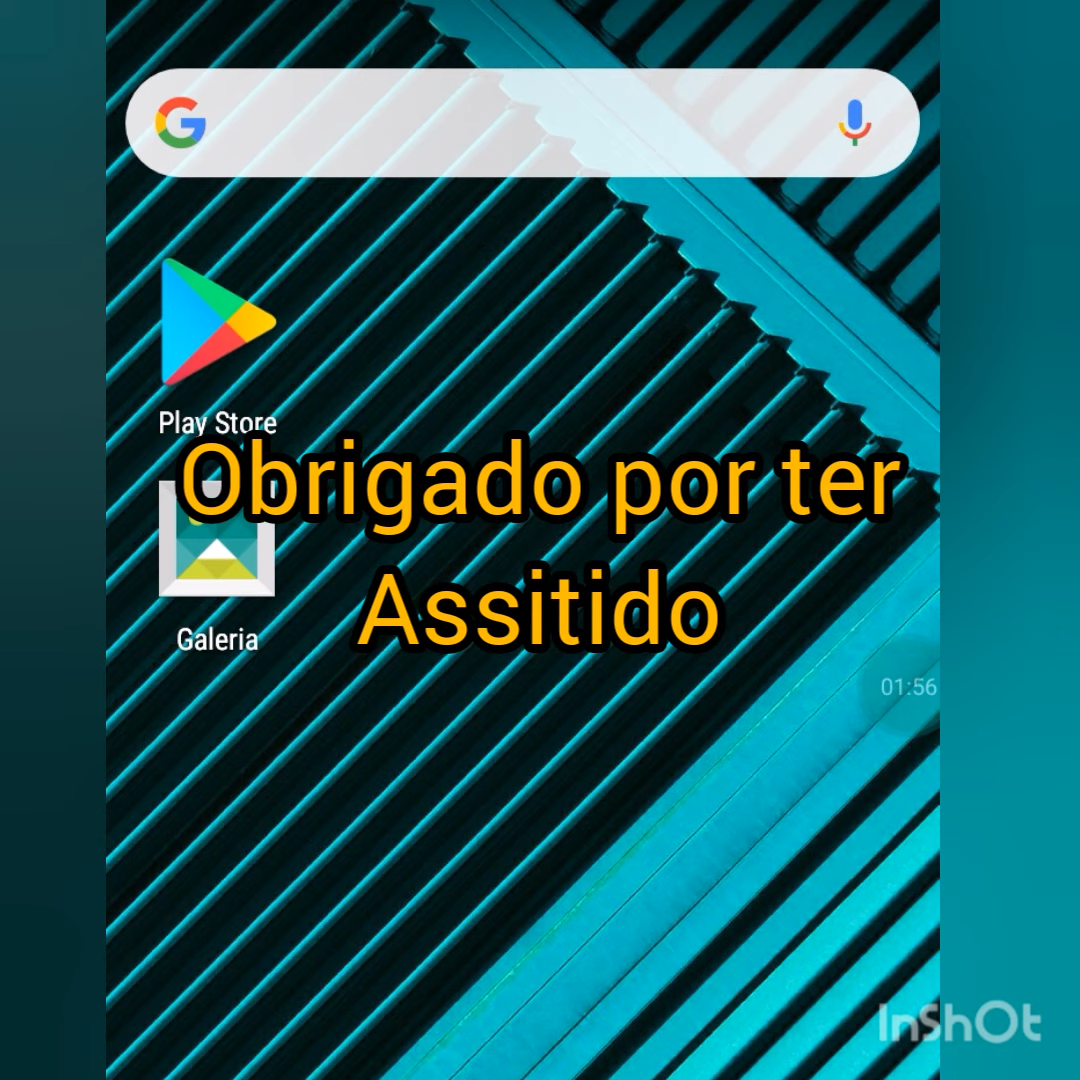 Play Store
Obrigado por ter
Assitido
Galeria
01:56
InShOt